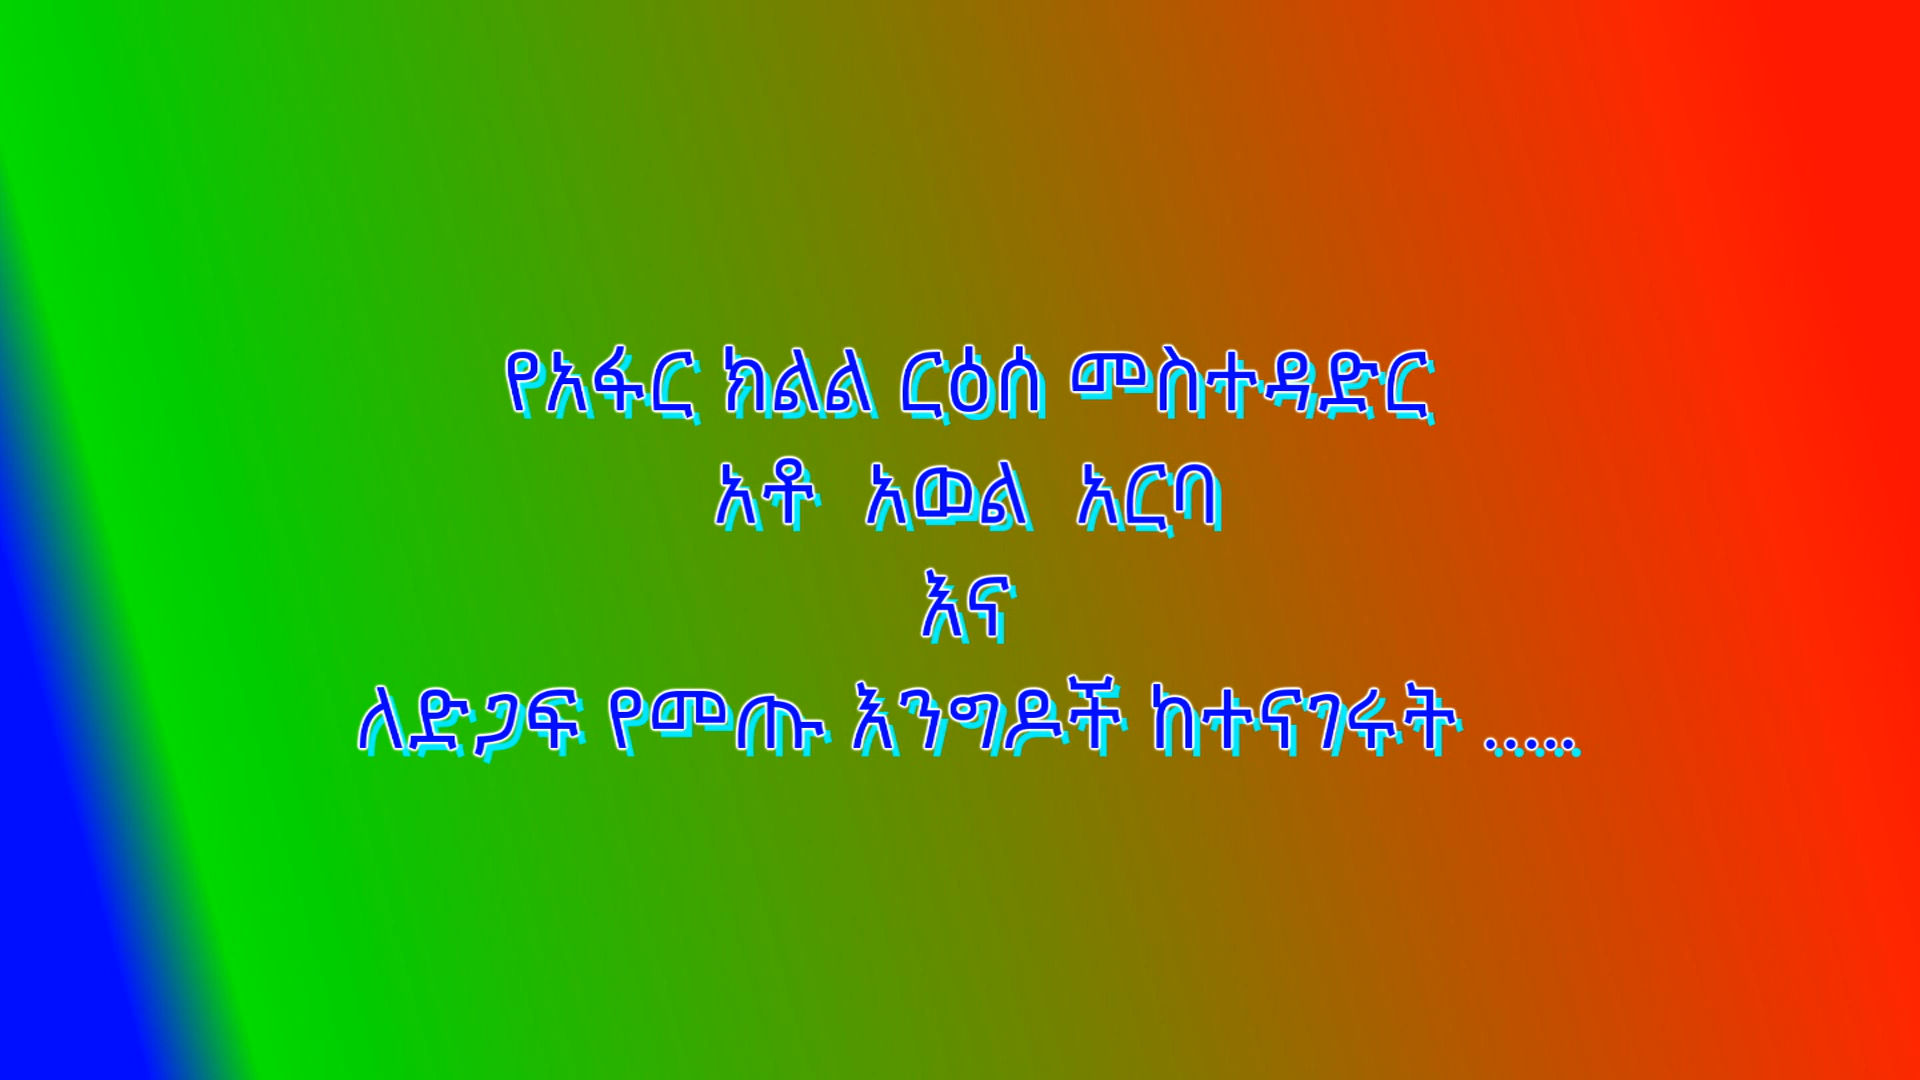 የአፋር ክልል ርዕሰ መስተዳድር
አቶ አወል አርባ
እና
ለድጋፍ የመጡ እንግዶች ከተናገሩት .....